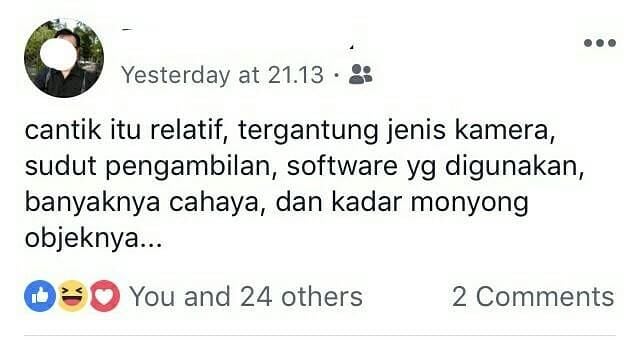 Yesterday at 21.13 ·
cantik itu relatif, tergantung jenis kamera,
sudut pengambilan, software yg digunakan,
banyaknya cahaya, dan kadar monyong
objeknya...
You and 24 others 2 Comments